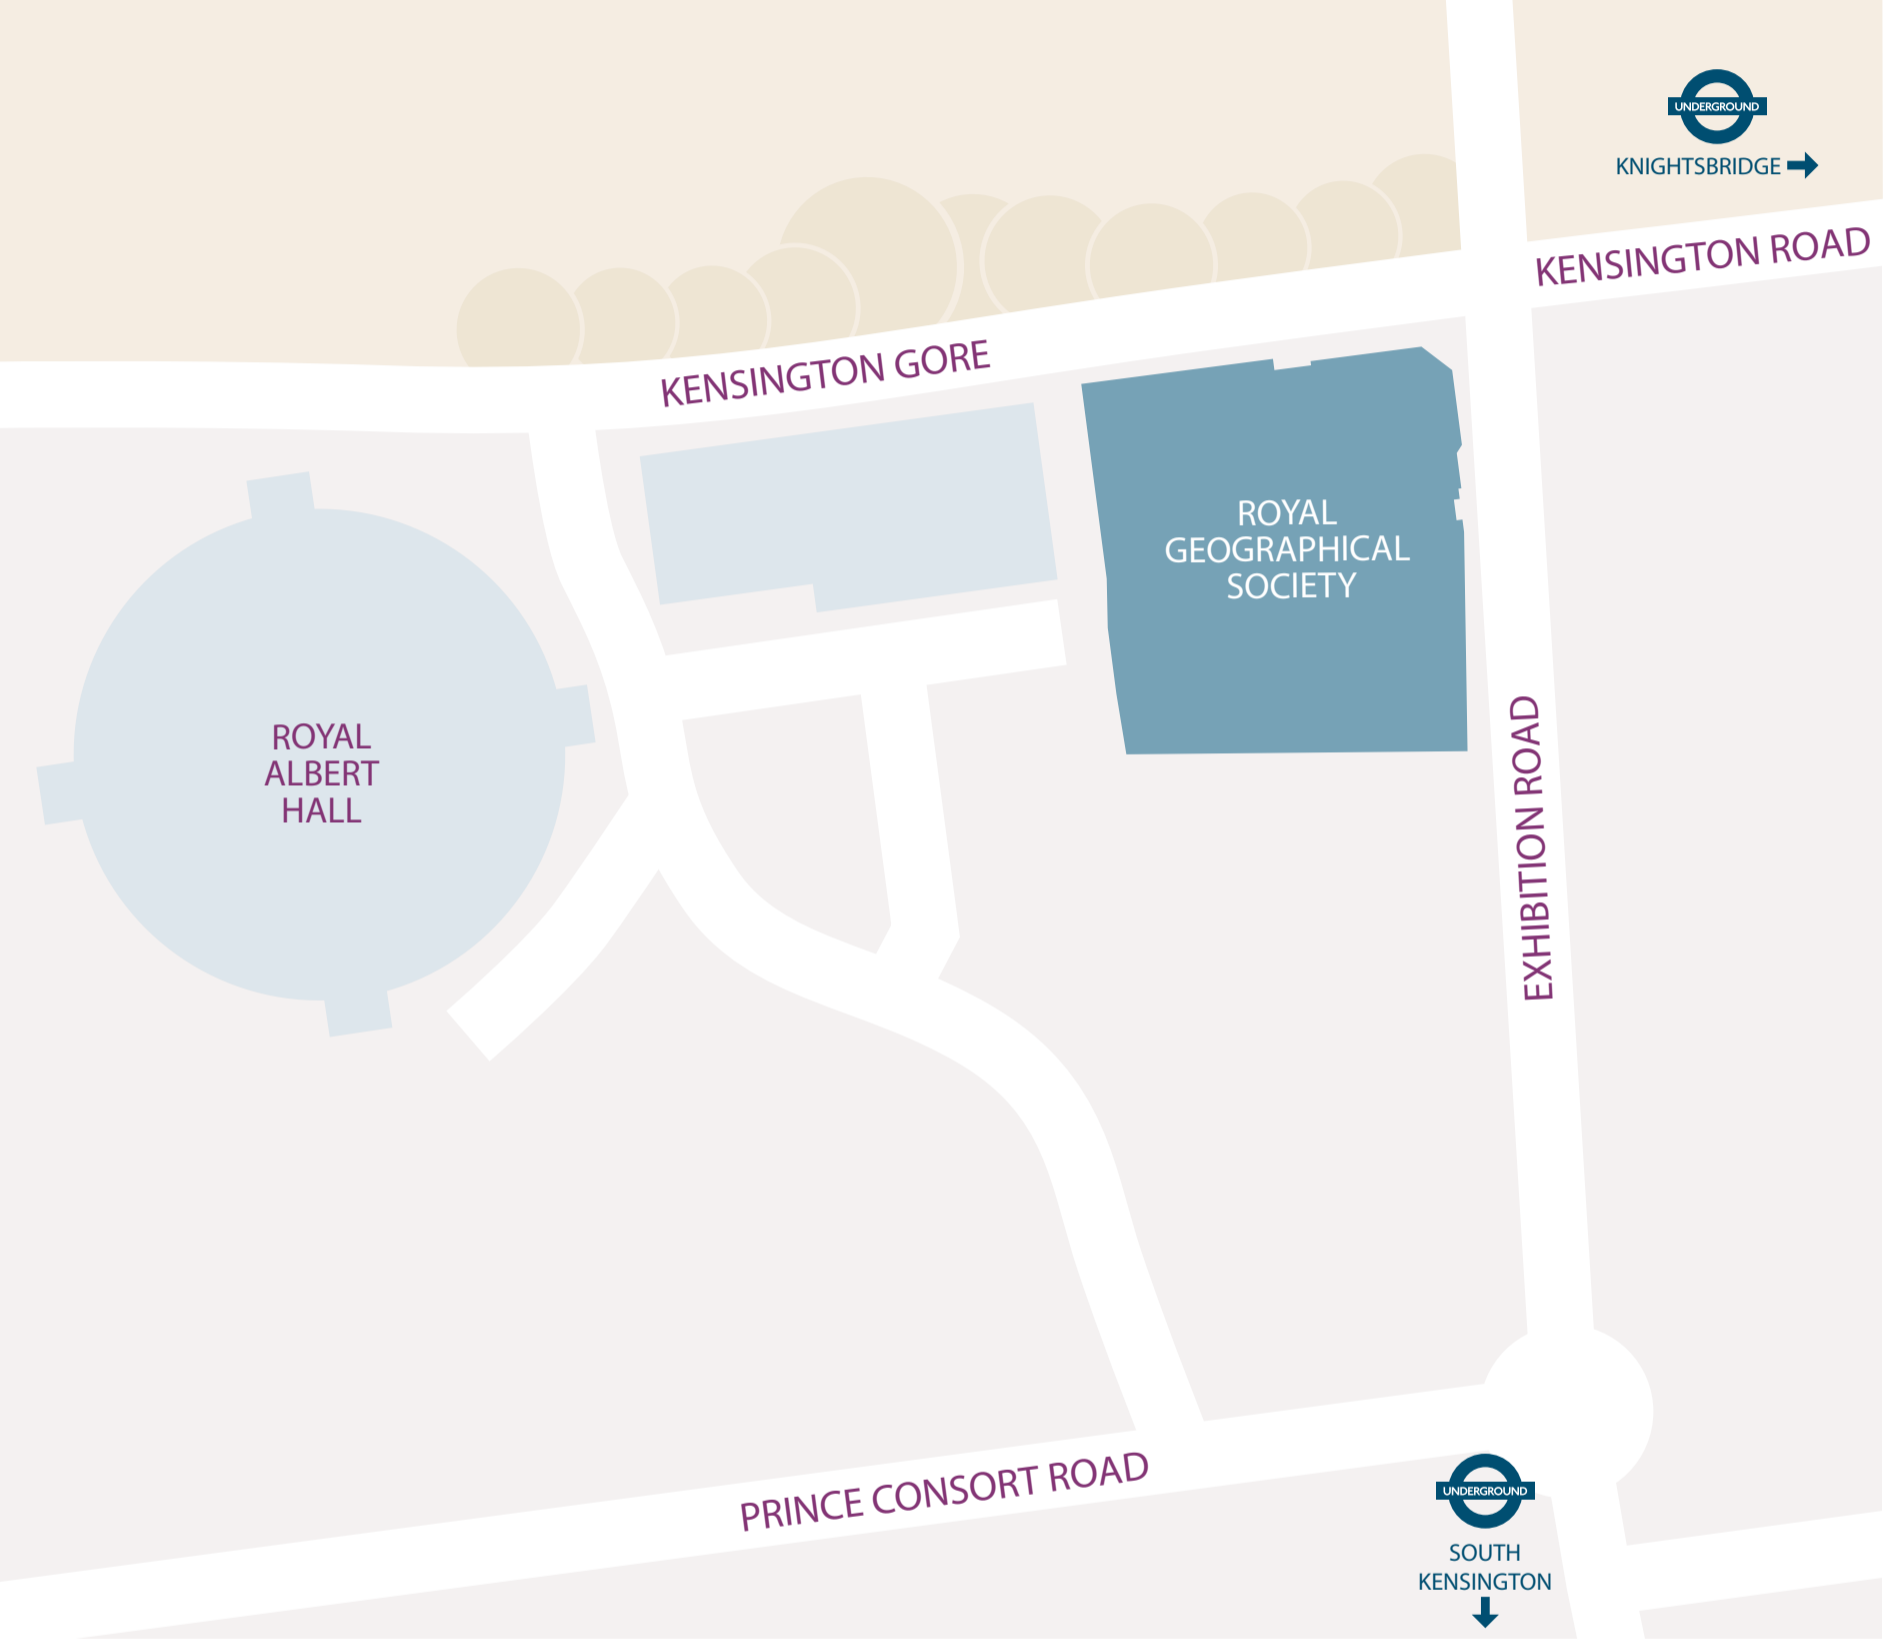 UNDERGROUND
KNIGHTSBRIDGE
KENSINGTON ROAD
KENSINGTON GORE
ROYAL
GEOGRAPHICAL
SOCIETY
ROYAL
ALBERT
HALL
EXHIBITION ROAD
PRINCE CONSORT ROAD
UNDERGROUND
SOUTH
KENSINGTON